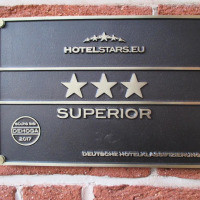 HOTELSTARS.EU
SUPERIOR
DEHOGA
2017
DEUTSCHE HOTELKLASSIFIZIERUNG